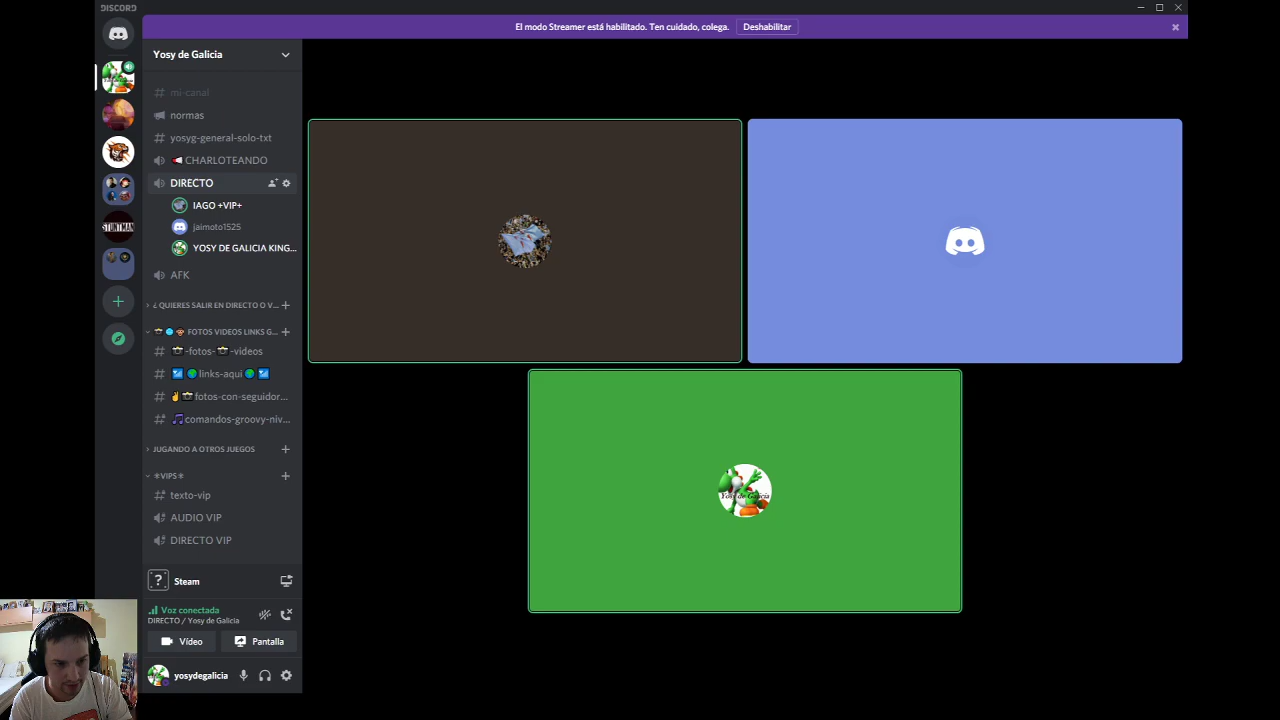 DISCORD
El modo Streamer está habilitado. Ten cuidado, colega.
Deshabilitar
Yosy de Galicia
mi-canal
normas
yosyg-general-solo-txt
CHARLOTEANDO
DIRECTO
IAGO +VIP+
jaimoto1525
YOSY DE GALICIA KING...
AFK
¿ QUIERES SALIR EN DIRECTO O V...
FOTOS VIDEOS LINKS G...
-fotos- -videos
links-aqui
fotos-con-seguidor...
comandos-groovy-niv...
JUGANDO A OTROS JUEGOS
*VIPS*
texto-vip
AUDIO VIP
DIRECTO VIP
? Steam
Voz conectada
DIRECTO / Yosy de Galicia
Vídeo
Pantalla
yosydegalicia
STUNTMAN
Yosy de Galicia